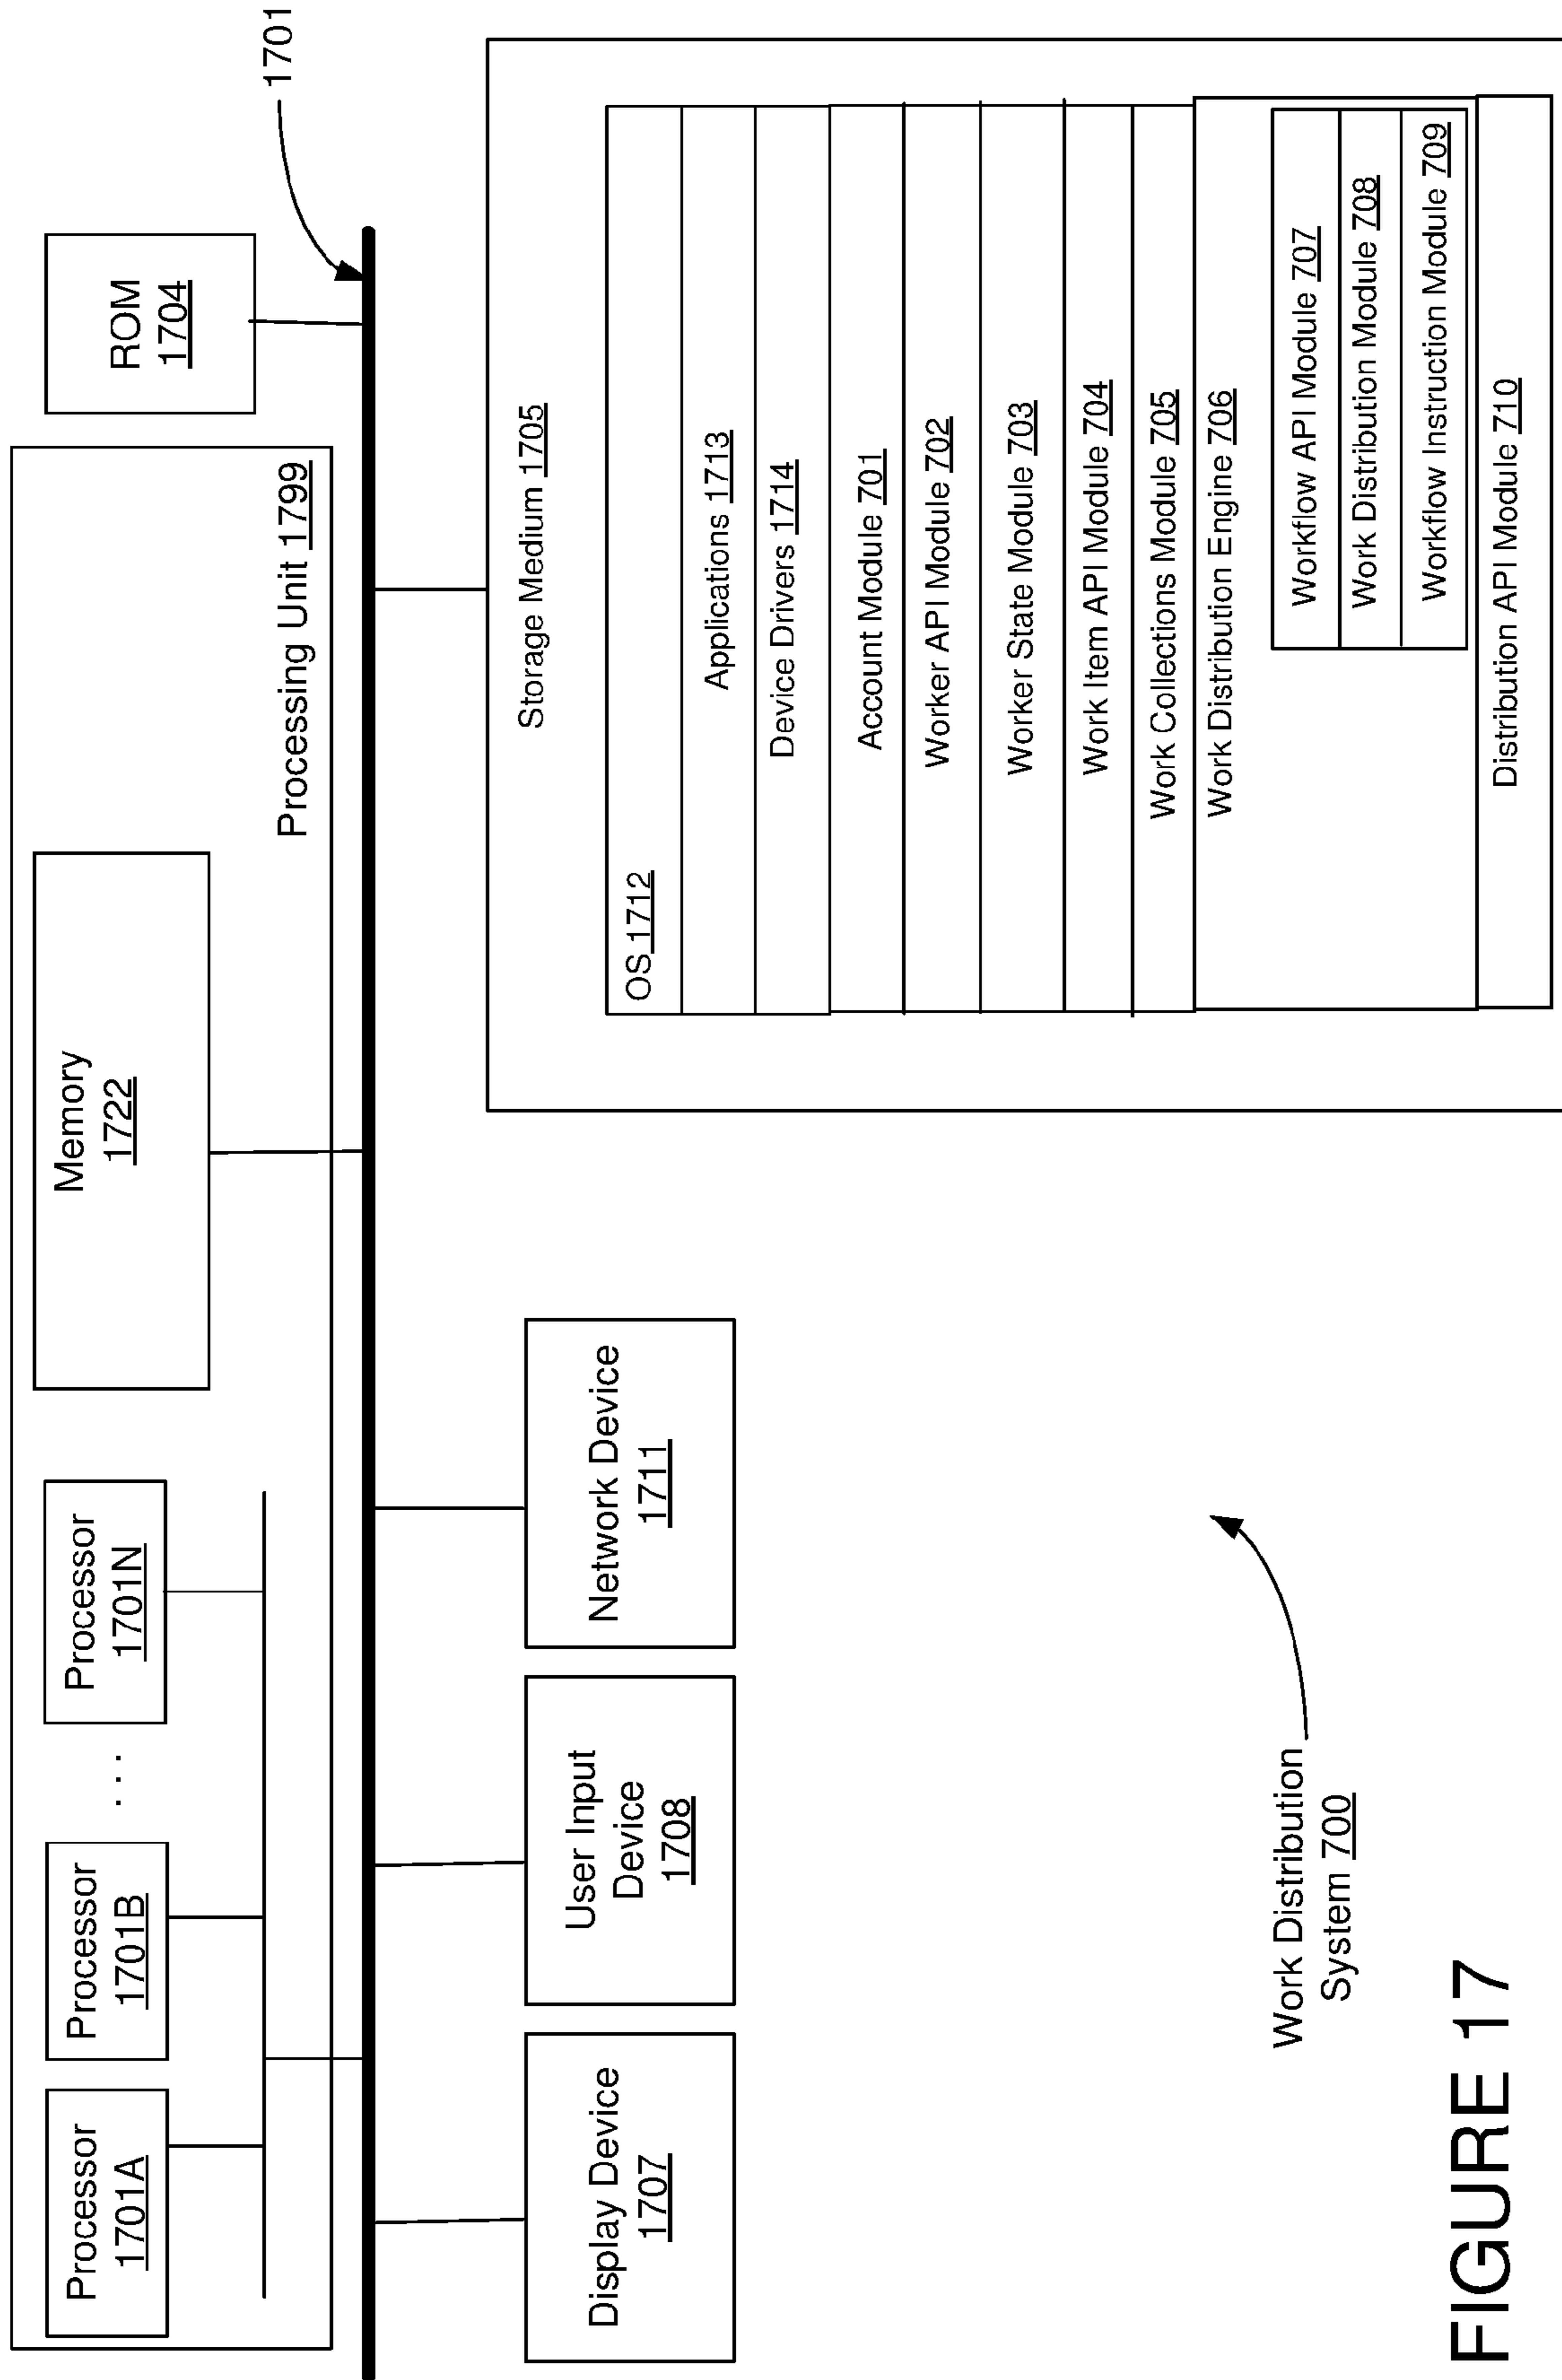 Processor
1701A
Processor
1701B
. . .
Processor
1701N
Memory
1722
Processing Unit 1799
ROM
1704
1701
Display Device
1707
User Input
Device
1708
Network Device
1711
Storage Medium 1705
OS 1712
Applications 1713
Device Drivers 1714
Account Module 701
Worker API Module 702
Worker State Module 703
Work Item API Module 704
Work Collections Module 705
Work Distribution Engine 706
Workflow API Module 707
Work Distribution Module 708
Workflow Instruction Module 709
Distribution API Module 710
Work Distribution
System 700
FIGURE 17